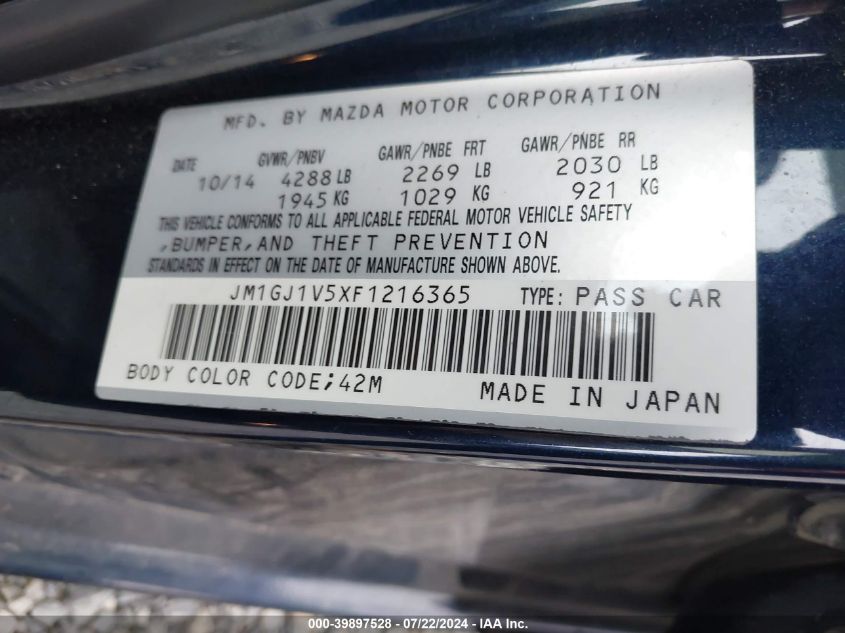 MFD. BY MAZDA MOTOR CORPORATION
DATE GVWR/PNBV GAWR/PNBE FRT GAWR/PNBE RR
10/14 4288 LB 2269 LB 2030 LB
1945 KG 1029 KG 921 KG
THIS VEHICLE CONFORMS TO ALL APPLICABLE FEDERAL MOTOR VEHICLE SAFETY
,BUMPER,AND THEFT PREVENTION
STANDARDS IN EFFECT ON THE DATE OF MANUFACTURE SHOWN ABOVE.
JM1GJ1V5XF1216365 TYPE: PASS CAR
BODY COLOR CODE;42M MADE IN JAPAN
000-39897528 - 07/22/2024 - IAA Inc.